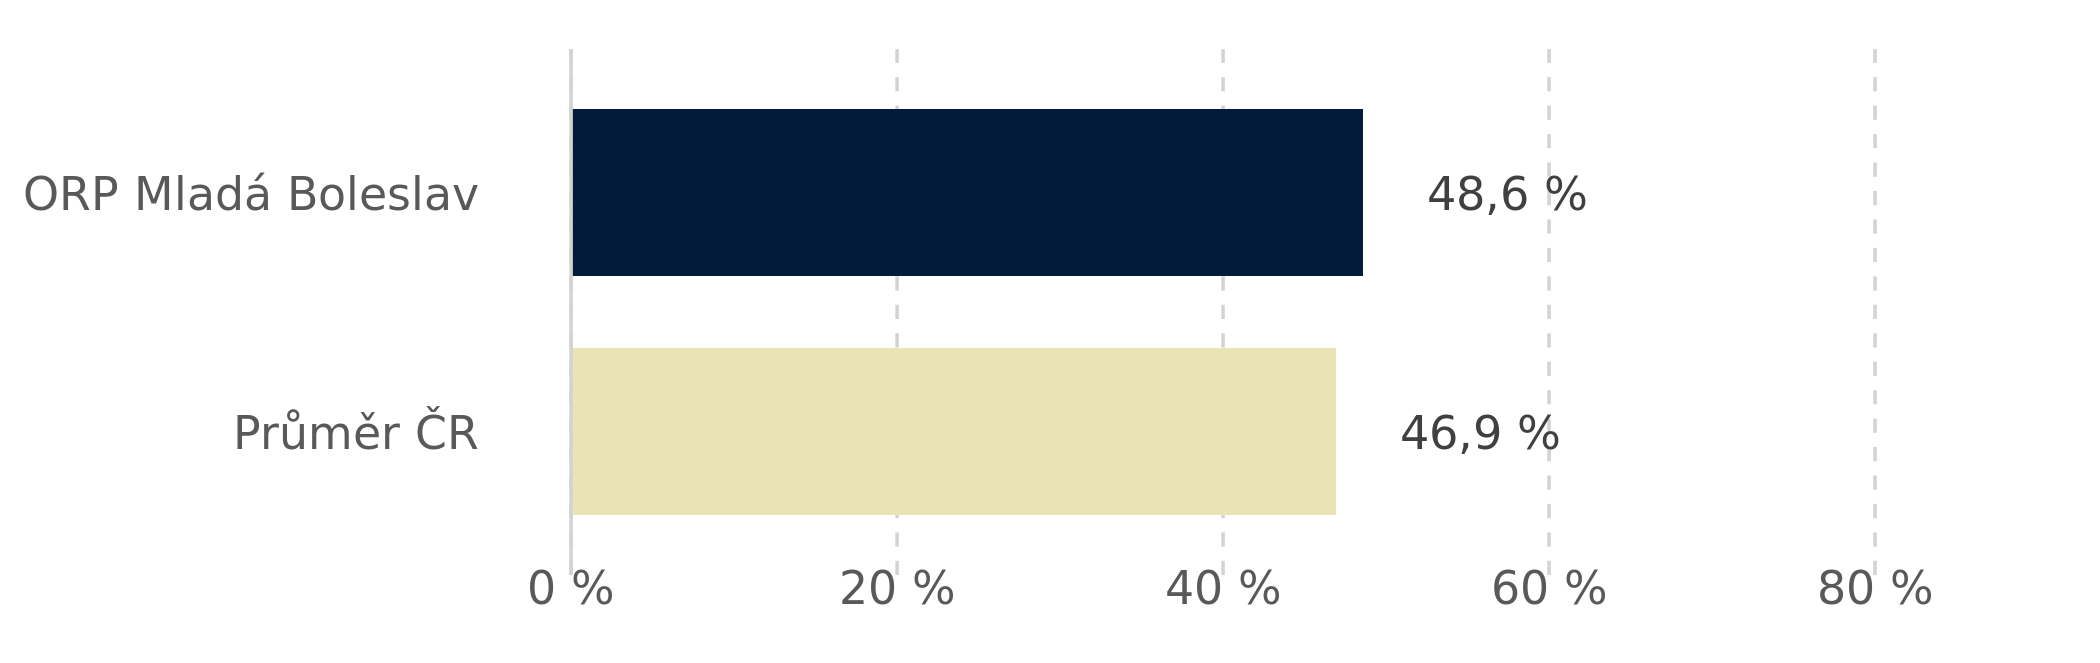 ORP Mladá Boleslav 48,6 %
Průměr ČR 46,9 %
0 % 20 % 40 % 60 % 80 %